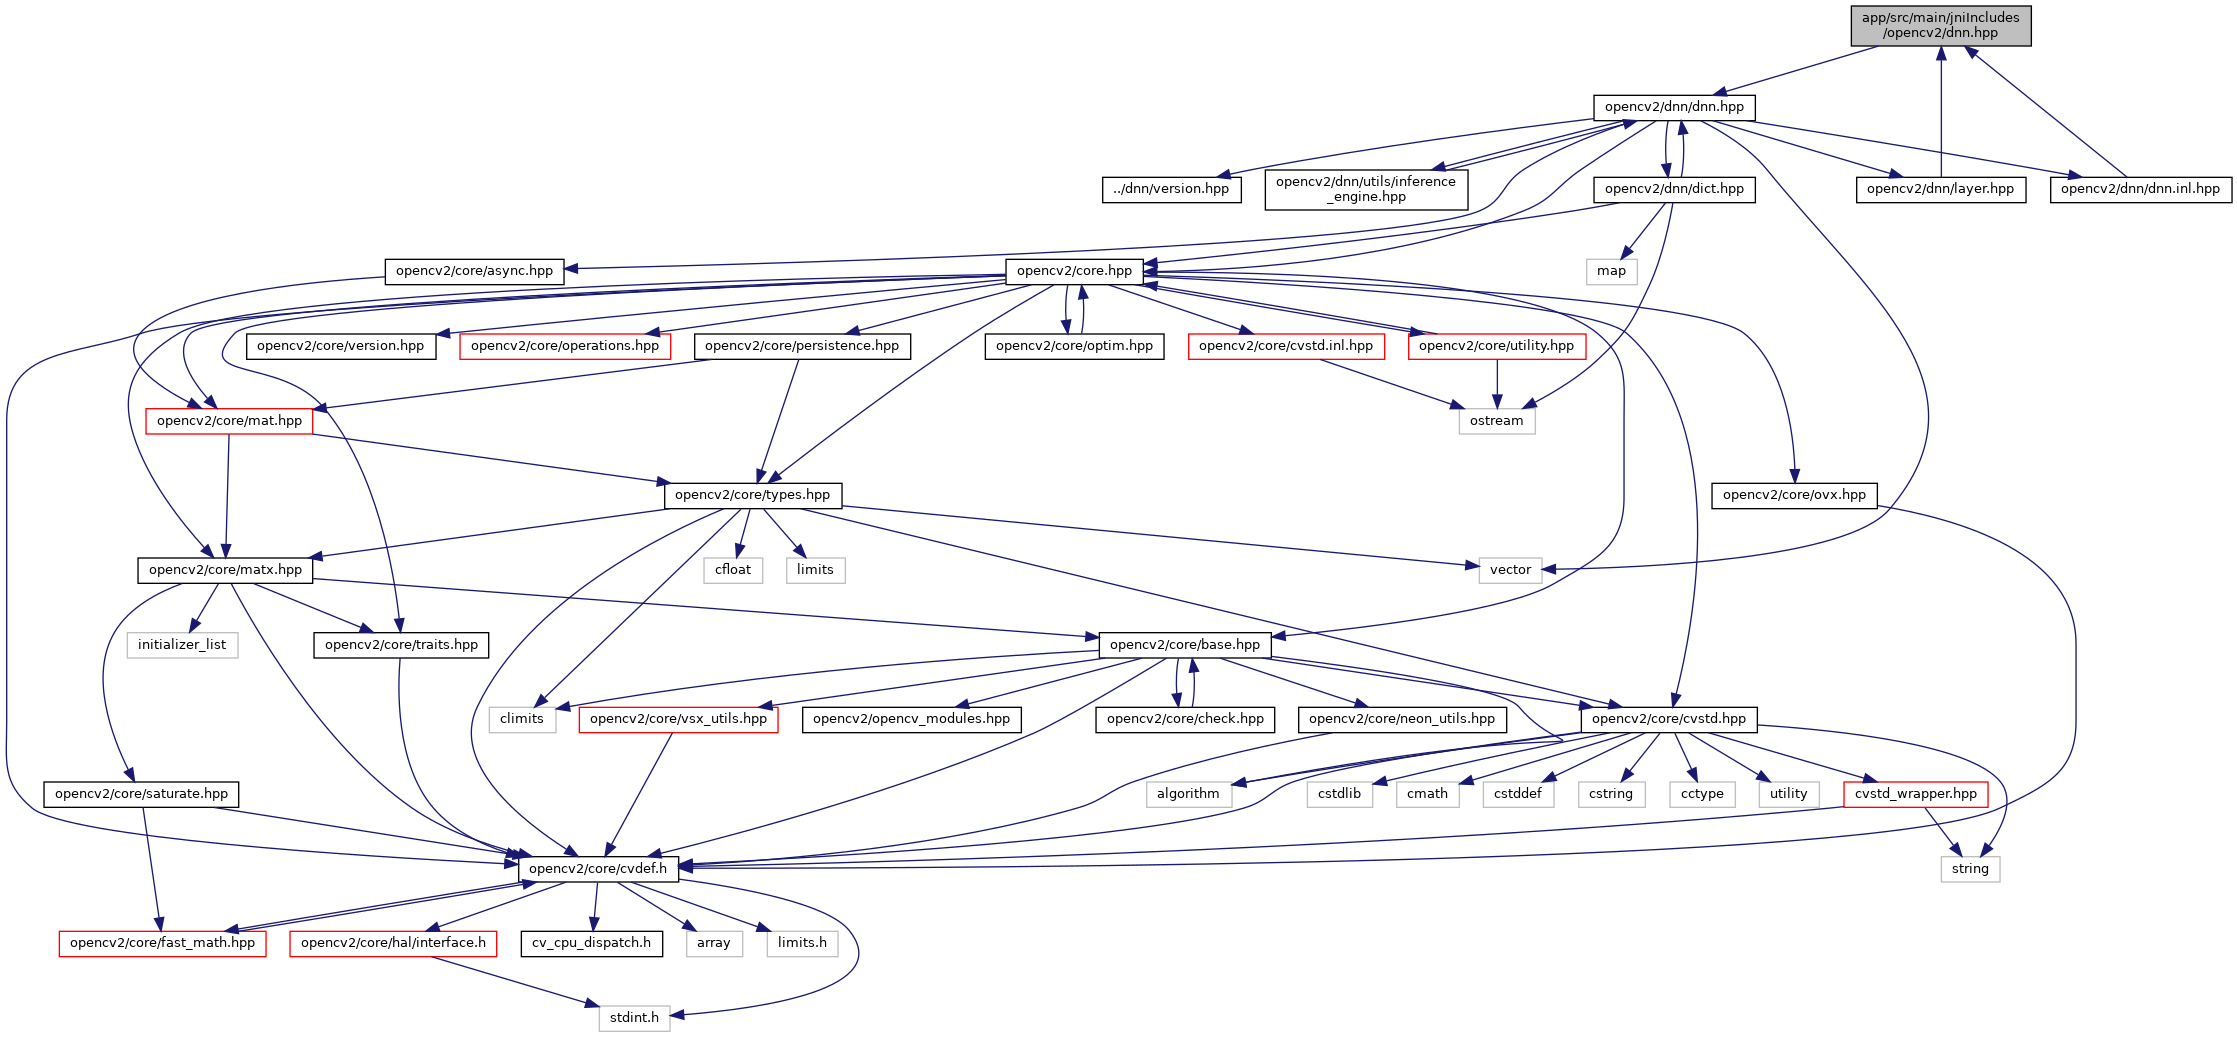 app/src/main/jniIncludes
/opencv2/dnn.hpp
opencv2/dnn/dnn.hpp
../dnn/version.hpp
opencv2/dnn/utils/inference
_engine.hpp
opencv2/dnn/dict.hpp
opencv2/dnn/layer.hpp
opencv2/dnn/dnn.inl.hpp
opencv2/core/async.hpp
opencv2/core.hpp
map
opencv2/core/version.hpp
opencv2/core/operations.hpp
opencv2/core/persistence.hpp
opencv2/core/optim.hpp
opencv2/core/cvstd.inl.hpp
opencv2/core/utility.hpp
opencv2/core/mat.hpp
ostream
opencv2/core/types.hpp
opencv2/core/ovx.hpp
opencv2/core/matx.hpp
cfloat
limits
vector
initializer_list
opencv2/core/traits.hpp
opencv2/core/base.hpp
climits
opencv2/core/vsx_utils.hpp
opencv2/opencv_modules.hpp
opencv2/core/check.hpp
opencv2/core/neon_utils.hpp
opencv2/core/cvstd.hpp
opencv2/core/saturate.hpp
algorithm
cstdlib
cmath
cstddef
cstring
cctype
utility
cvstd_wrapper.hpp
opencv2/core/cvdef.h
string
opencv2/core/fast_math.hpp
opencv2/core/hal/interface.h
cv_cpu_dispatch.h
array
limits.h
stdint.h